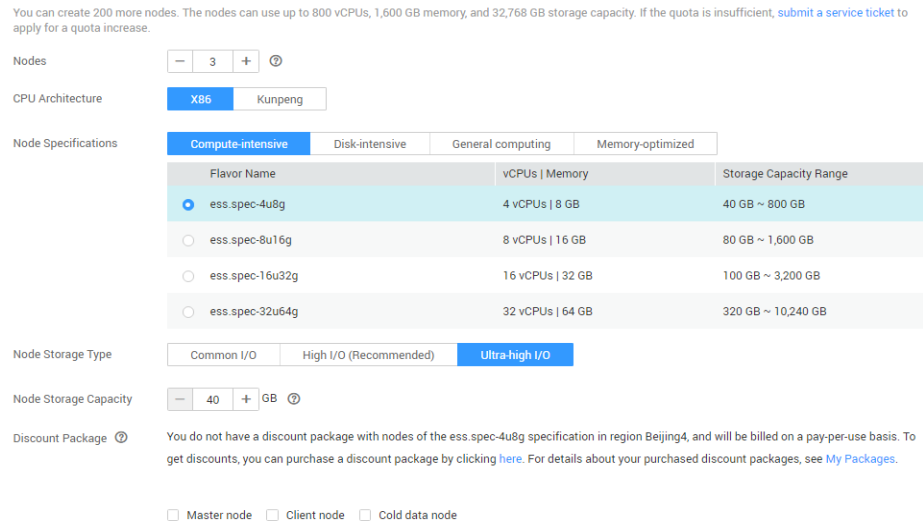 You can create 200 more nodes. The nodes can use up to 800 vCPUs, 1,600 GB memory, and 32,768 GB storage capacity. If the quota is insufficient, submit a service ticket to
apply for a quota increase.
Nodes − 3 + ?
CPU Architecture X86 Kunpeng
Node Specifications Compute-intensive Disk-intensive General computing Memory-optimized
Flavor Name vCPUs | Memory Storage Capacity Range
ess.spec-4u8g 4 vCPUs | 8 GB 40 GB ~ 800 GB
ess.spec-8u16g 8 vCPUs | 16 GB 80 GB ~ 1,600 GB
ess.spec-16u32g 16 vCPUs | 32 GB 100 GB ~ 3,200 GB
ess.spec-32u64g 32 vCPUs | 64 GB 320 GB ~ 10,240 GB
Node Storage Type Common I/O High I/O (Recommended) Ultra-high I/O
Node Storage Capacity − 40 + GB ?
Discount Package ? You do not have a discount package with nodes of the ess.spec-4u8g specification in region Beijing4, and will be billed on a pay-per-use basis. To
get discounts, you can purchase a discount package by clicking here. For details about your purchased discount packages, see My Packages.
Master node Client node Cold data node